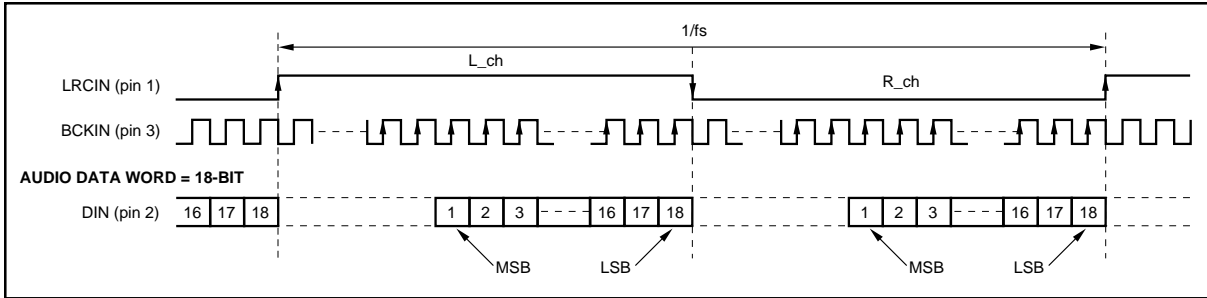 1/fs
L_ch
R_ch
LRCIN (pin 1)
BCKIN (pin 3)
AUDIO DATA WORD = 18-BIT
DIN (pin 2)
16 17 18 1 2 3 16 17 18 1 2 3 16 17 18
MSB LSB MSB LSB